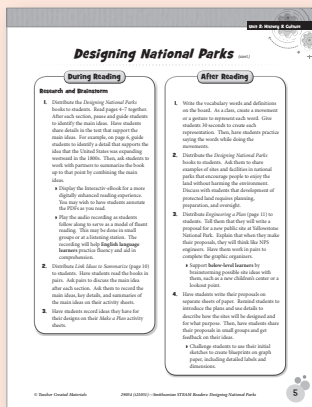 Unit 8: History & Culture
Designing National Parks (cont.)
During Reading
Research and Brainstorm
1. Distribute the Designing National Parks
books to students. Read pages 4–7 together.
After each section, pause and guide students
to identify the main ideas. Have students
share details in the text that support the
main ideas. For example, on page 6, guide
students to identify a detail that supports the
idea that the United States was expanding
westward in the 1800s. Then, ask students to
work with partners to summarize the book
up to that point by combining the main
ideas.
• Display the Interactiv-eBook for a more
digitally enhanced reading experience.
You may wish to have students annotate
the PDFs as you read.
• Play the audio recording as students
follow along to serve as a model of fluent
reading. This may be done in small
groups or at a listening station. The
recording will help English language
learners practice fluency and aid in
comprehension.
2. Distribute Link Ideas to Summarize (page 10)
to students. Have students read the books in
pairs. Ask pairs to discuss the main idea
after each section. Ask them to record the
main ideas, key details, and summaries of
the main ideas on their activity sheets.
3. Have students record ideas they have for
their designs on their Make a Plan activity
sheets.
After Reading
1. Write the vocabulary words and definitions
on the board. As a class, create a movement
or a gesture to represent each word. Give
students 30 seconds to create each
representation. Then, have students practice
saying the words while doing the
movements.
2. Distribute the Designing National Parks
books to students. Ask them to share
examples of sites and facilities in national
parks that encourage people to enjoy the
land without harming the environment.
Discuss with students that development of
protected land requires planning,
preparation, and oversight.
3. Distribute Engineering a Plan (page 11) to
students. Tell them that they will write a
proposal for a new public site at Yellowstone
National Park. Explain that when they make
their proposals, they will think like NPS
engineers. Have them work in pairs to
complete the graphic organizers.
• Support below-level learners by
brainstorming possible site ideas with
them, such as a new children's center or a
lookout point.
4. Have students write their proposals on
separate sheets of paper. Remind students to
introduce the plans and use details to
describe how the sites will be designed and
for what purpose. Then, have students share
their proposals in small groups and get
feedback on their ideas.
• Challenge students to use their initial
sketches to create blueprints on graph
paper, including detailed labels and
dimensions.
© Teacher Created Materials
Smithsonian STEAM Readers: Designing National Parks
5